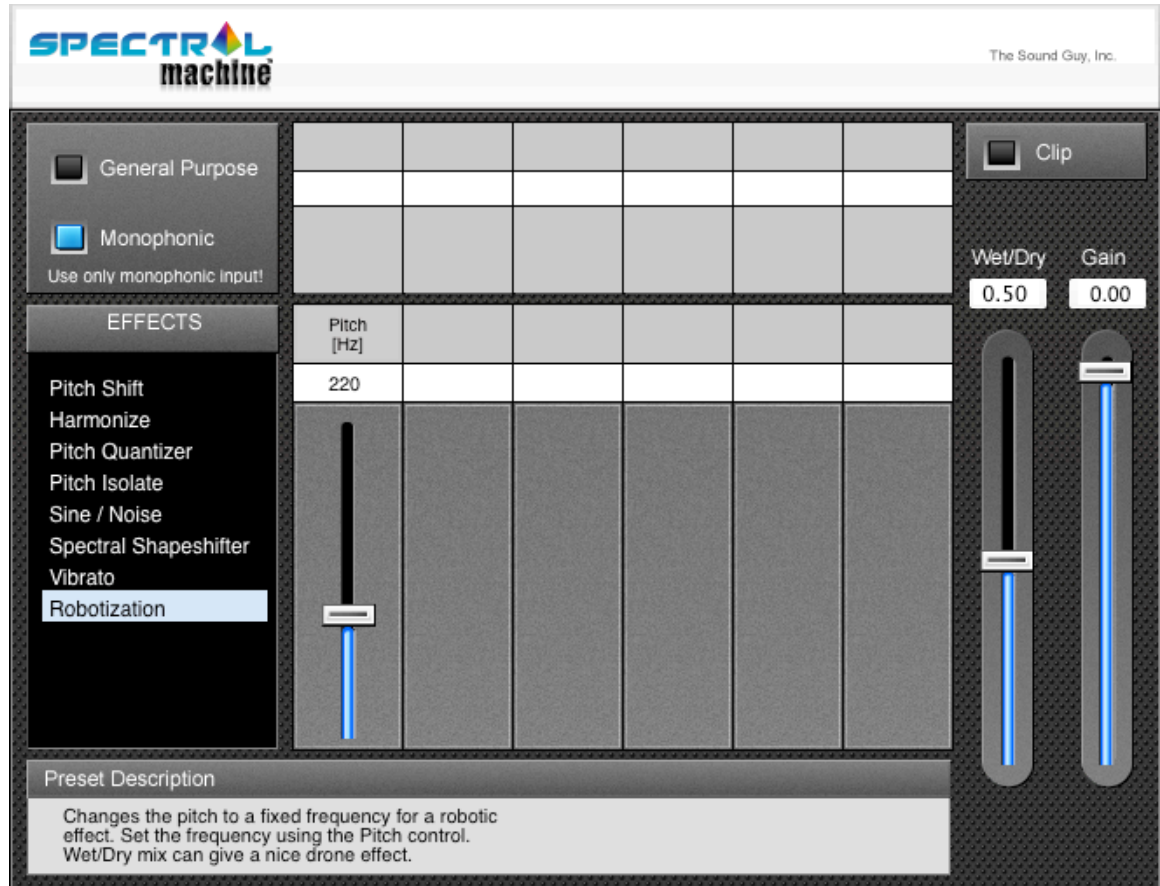 SPECTRAL
machine
The Sound Guy, Inc.
General Purpose
Monophonic
Use only monophonic input!
Clip
Wet/Dry
Gain
0.50
0.00
EFFECTS
Pitch Shift
Harmonize
Pitch Quantizer
Pitch Isolate
Sine / Noise
Spectral Shapeshifter
Vibrato
Robotization
Pitch
[Hz]
220
Preset Description
Changes the pitch to a fixed frequency for a robotic
effect. Set the frequency using the Pitch control.
Wet/Dry mix can give a nice drone effect.